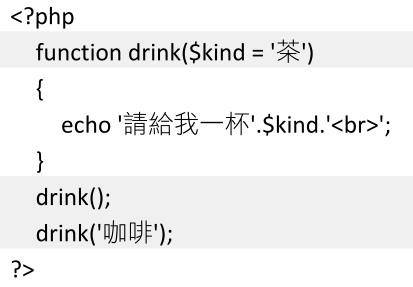 <?php
function drink($kind = '茶')
{
echo '請給我一杯'.$kind.'<br>';
}
drink();
drink('咖啡');
?>